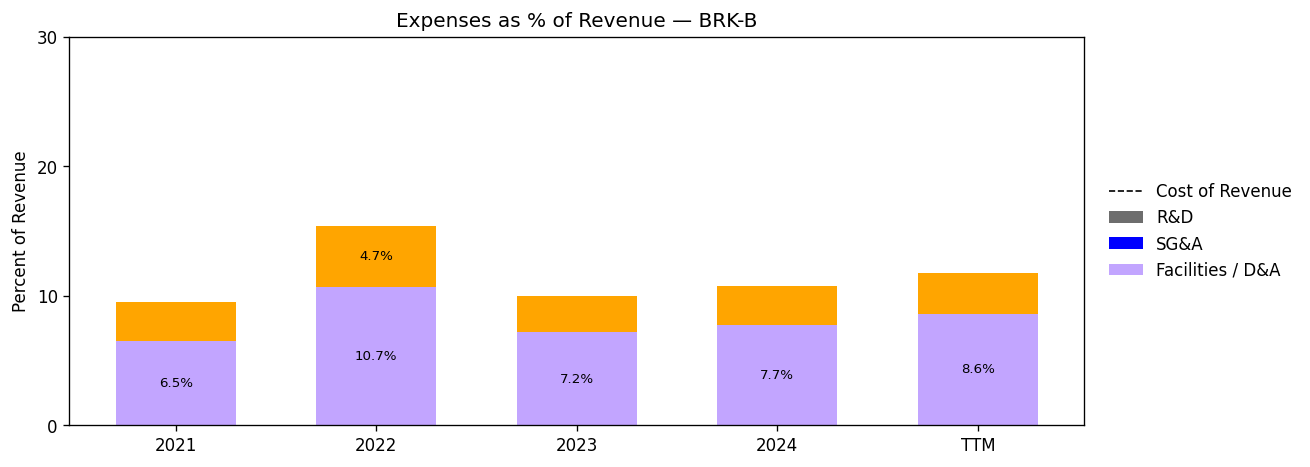 Expenses as % of Revenue — BRK-B
Percent of Revenue
30
20
10
0
4.7%
6.5%
10.7%
7.2%
7.7%
8.6%
2021
2022
2023
2024
TTM
Cost of Revenue
R&D
SG&A
Facilities / D&A